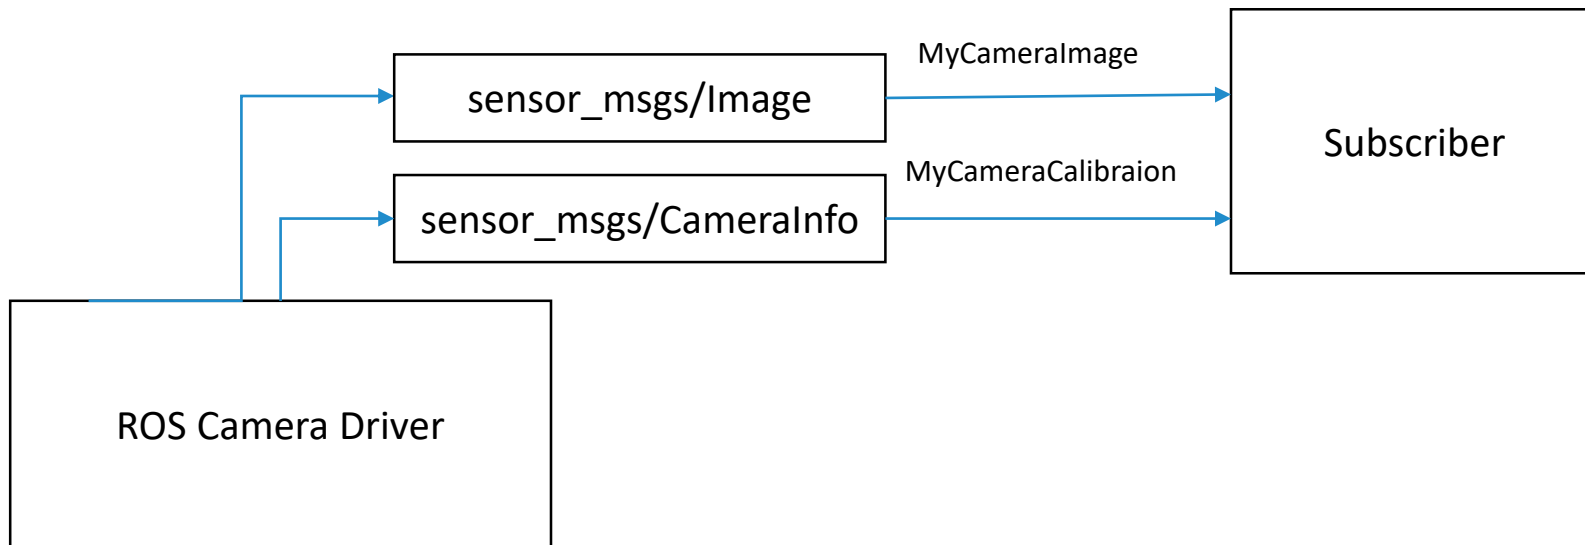 MyCameraImage
sensor_msgs/Image
Subscriber
MyCameraCalibraion
sensor_msgs/CameraInfo
ROS Camera Driver